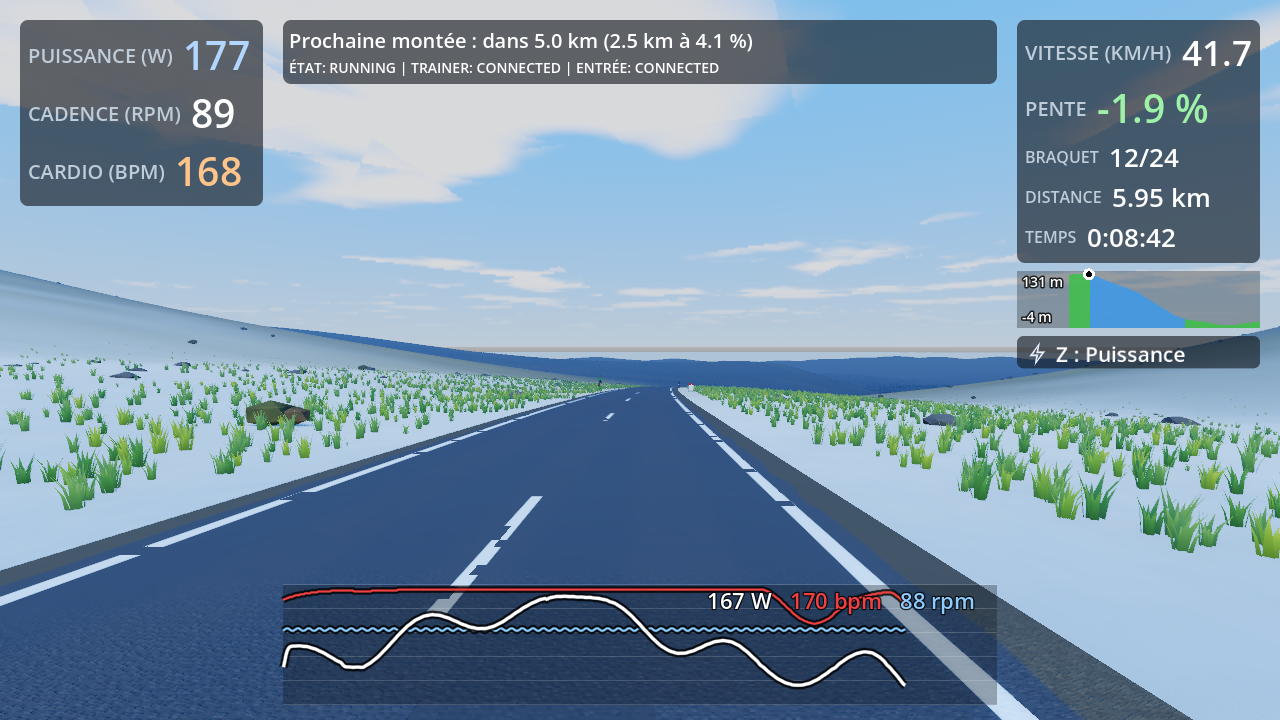 PUISSANCE (W) 177
CADENCE (RPM) 89
CARDIO (BPM) 168
Prochaine montée : dans 5.0 km (2.5 km à 4.1 %)
ÉTAT: RUNNING | TRAINER: CONNECTED | ENTRÉE: CONNECTED
VITESSE (KM/H) 41.7
PENTE -1.9 %
BRAQUET 12/24
DISTANCE 5.95 km
TEMPS 0:08:42
131 m
-4 m
Z : Puissance
167 W 170 bpm 88 rpm